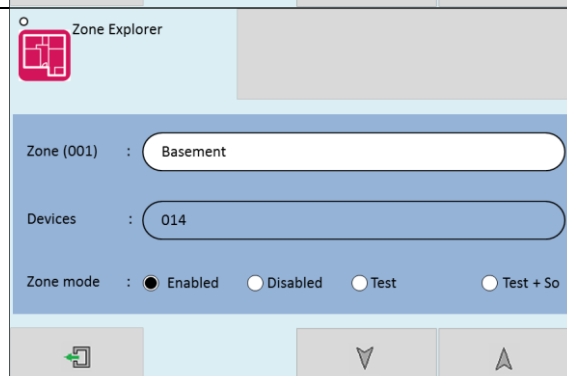 Zone Explorer
Zone (001) : Basement
Devices : 014
Zone mode : Enabled Disabled Test Test + So